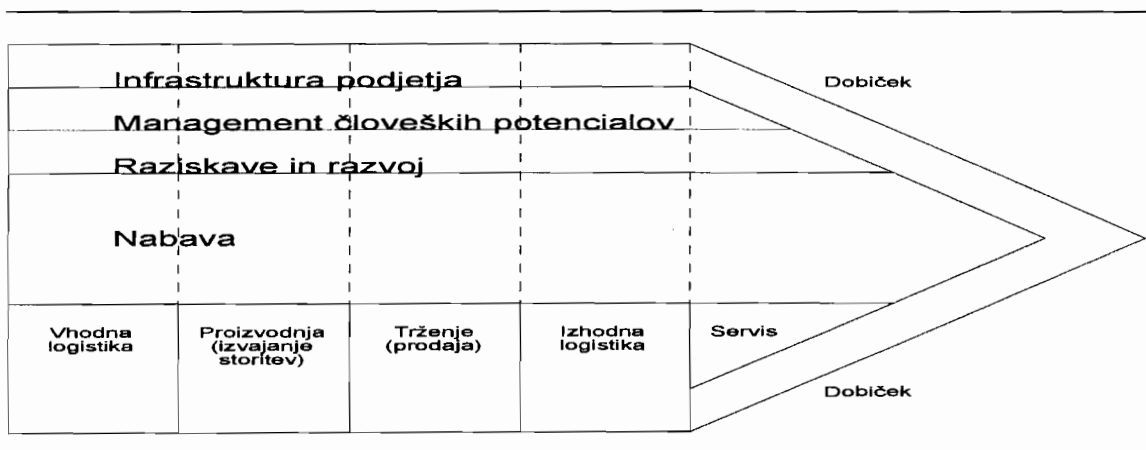 Infrastruktura podjetja
Dobiček
Management človeških potencialov
Raziskave in razvoj
Nabava
Vhodna
logistika
Proizvodnja
(izvajanje
storitev)
Trženje
(prodaja)
Izhodna
logistika
Servis
Dobiček